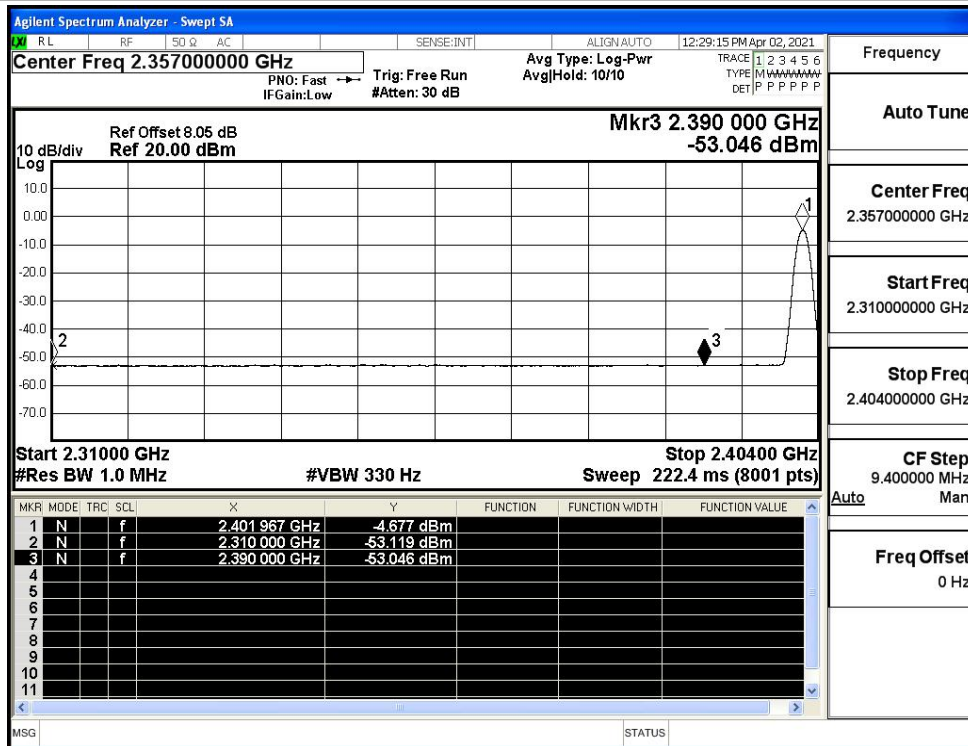 Agilent Spectrum Analyzer - Swept SA
LXI RL RF 50 Ω AC SENSE:INT ALIGN AUTO 12:29:15 PM Apr 02, 2021
Center Freq 2.357000000 GHz
PNO: Fast
IFGain:Low
Trig: Free Run
#Atten: 30 dB
Avg Type: Log-Pwr
Avg|Hold: 10/10
TRACE 1 2 3 4 5 6
TYPE M WWWWW
DET P P P P P P
Ref Offset 8.05 dB
10 dB/div Ref 20.00 dBm
Log
Mkr3 2.390 000 GHz
-53.046 dBm
10.0
0.00
-10.0
-20.0
-30.0
-40.0
-50.0
-60.0
-70.0
1
2
3
Start 2.31000 GHz Stop 2.40400 GHz
#Res BW 1.0 MHz #VBW 330 Hz Sweep 222.4 ms (8001 pts)
MKR MODE TRC SCL X Y FUNCTION FUNCTION WIDTH FUNCTION VALUE
1 N f 2.401 967 GHz -4.677 dBm
2 N f 2.310 000 GHz -53.119 dBm
3 N f 2.390 000 GHz -53.046 dBm
4
5
6
7
8
9
10
11
MSG STATUS
Frequency
Auto Tune
Center Freq
2.357000000 GHz
Start Freq
2.310000000 GHz
Stop Freq
2.404000000 GHz
CF Step
9.400000 MHz
Auto Man
Freq Offset
0 Hz